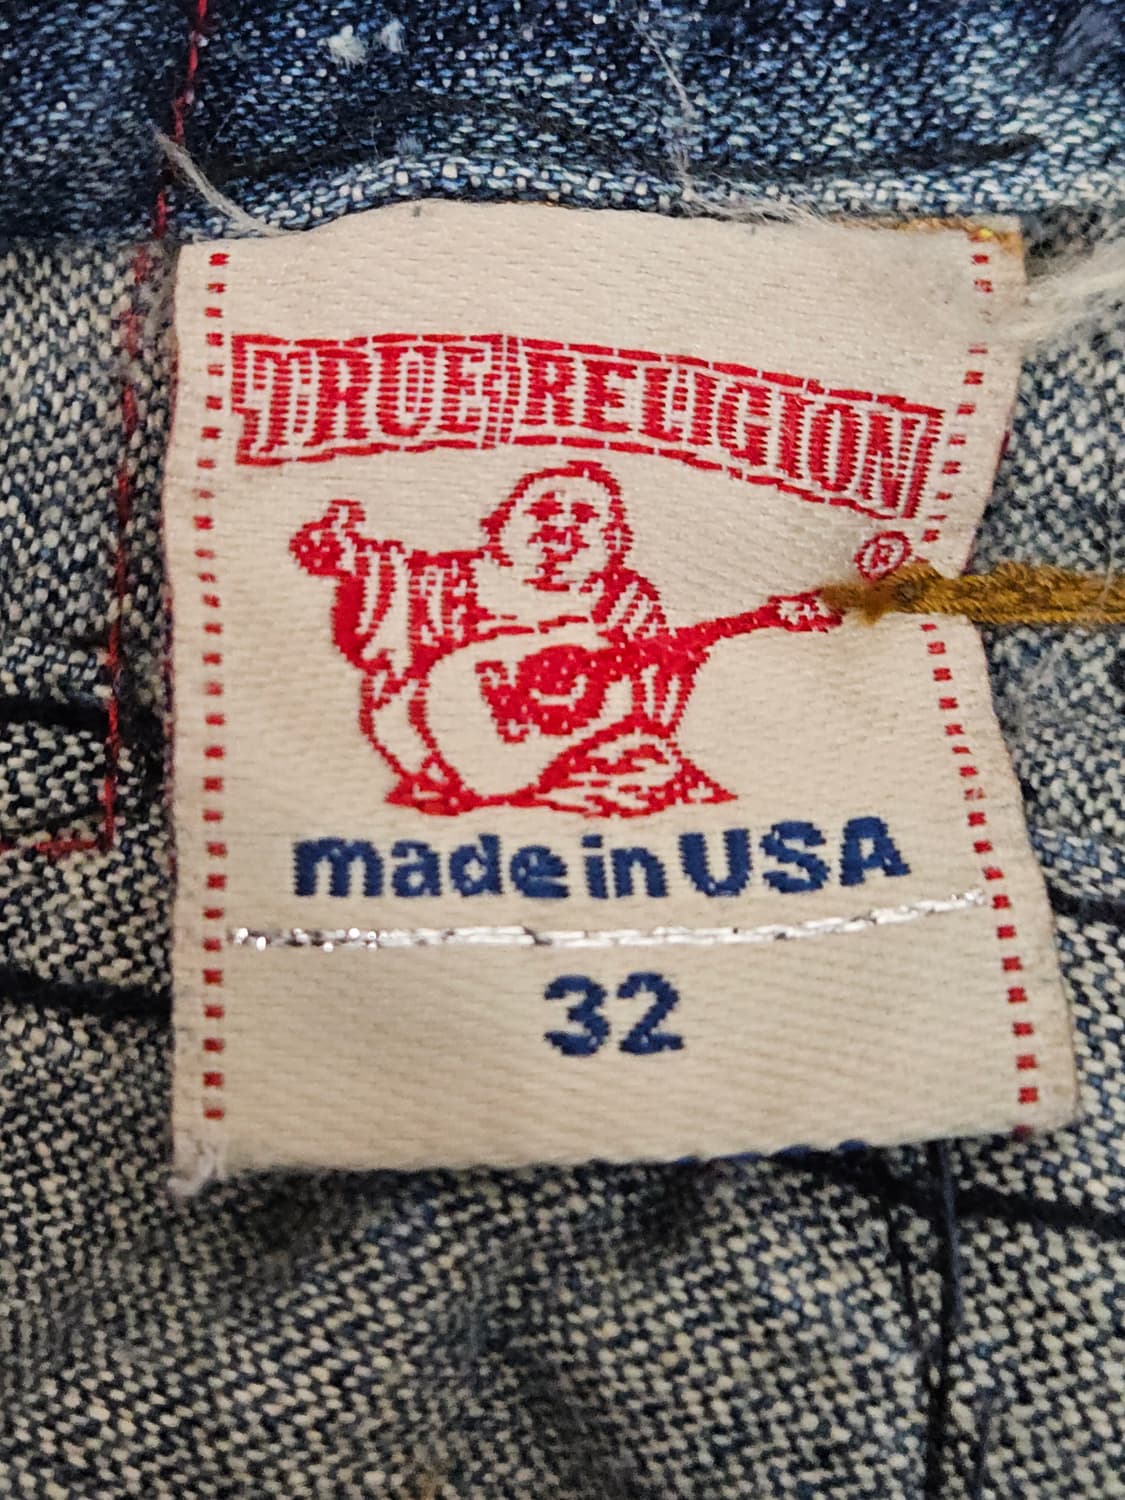 TRUE RELIGION
®
made in USA
32